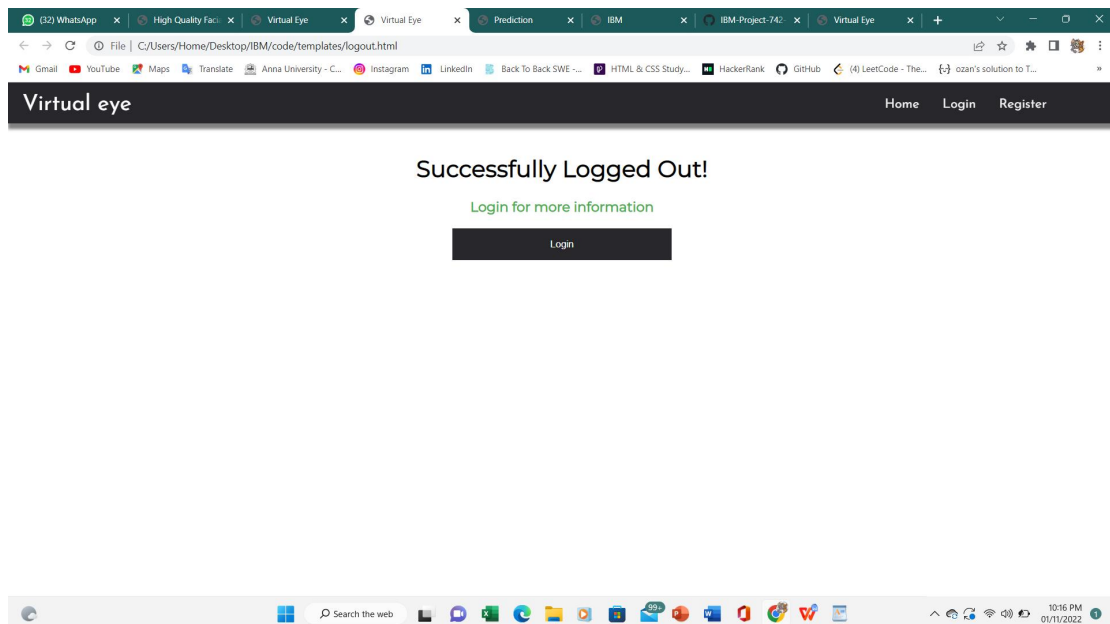 (32) WhatsApp High Quality Facia Virtual Eye Virtual Eye Prediction IBM IBM-Project-742- Virtual Eye
File | C:/Users/Home/Desktop/IBM/code/templates/logout.html
Gmail YouTube Maps Translate Anna University - C... Instagram LinkedIn Back To Back SWE -... HTML & CSS Study... HackerRank GitHub (4) LeetCode - The... ozan's solution to T... »
Virtual eye Home Login Register
Successfully Logged Out!
Login for more information
Login
Search the web 99+ 10:16 PM
01/11/2022 1